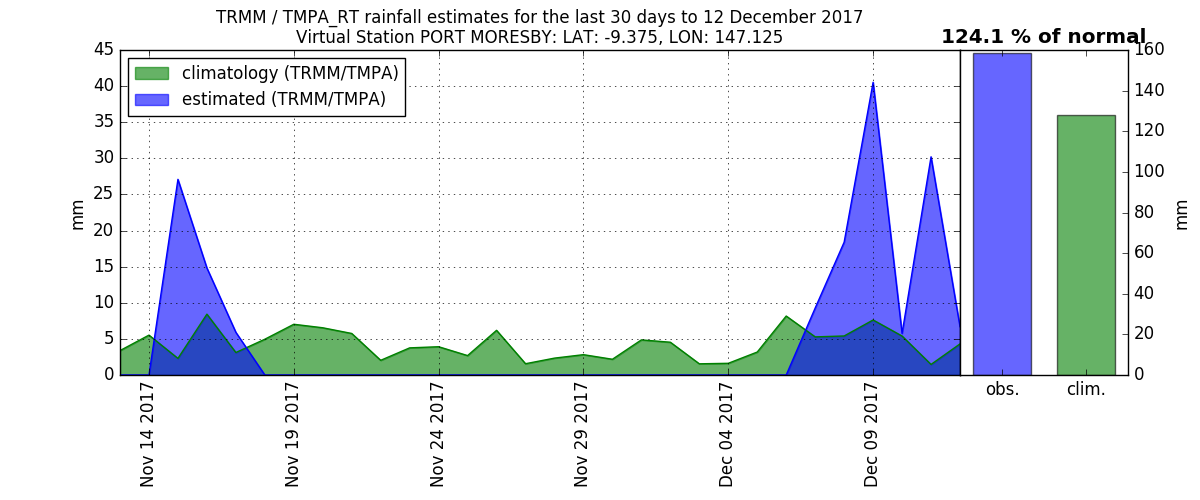 TRMM / TMPA_RT rainfall estimates for the last 30 days to 12 December 2017
Virtual Station PORT MORESBY: LAT: -9.375, LON: 147.125
124.1 % of normal
climatology (TRMM/TMPA)
estimated (TRMM/TMPA)
mm
45
40
35
30
25
20
15
10
5
0
Nov 14 2017
Nov 19 2017
Nov 24 2017
Nov 29 2017
Dec 04 2017
Dec 09 2017
160
140
120
100
80
60
40
20
0
mm
obs.
clim.